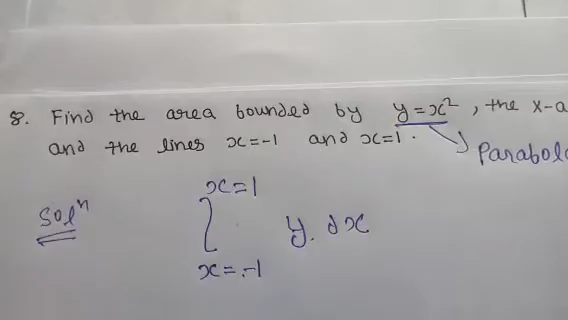 8. Find the area bounded by y=x², the x-a
and the lines x=-1 and x=1.
Parabol
Solⁿ
x=1
∫ y.dx
x=-1